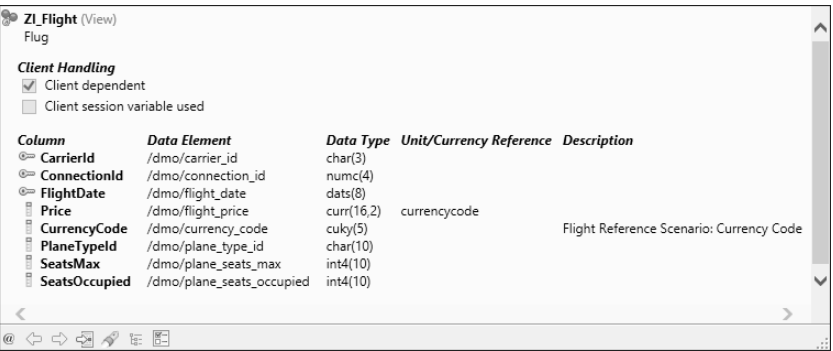 ZI_Flight (View)
Flug
Client Handling
Client dependent
Client session variable used
Column Data Element Data Type Unit/Currency Reference Description
CarrierId /dmo/carrier_id char(3)
ConnectionId /dmo/connection_id numc(4)
FlightDate /dmo/flight_date dats(8)
Price /dmo/flight_price curr(16,2) currencycode
CurrencyCode /dmo/currency_code cuky(5) Flight Reference Scenario: Currency Code
PlaneTypeId /dmo/plane_type_id char(10)
SeatsMax /dmo/plane_seats_max int4(10)
SeatsOccupied /dmo/plane_seats_occupied int4(10)
@